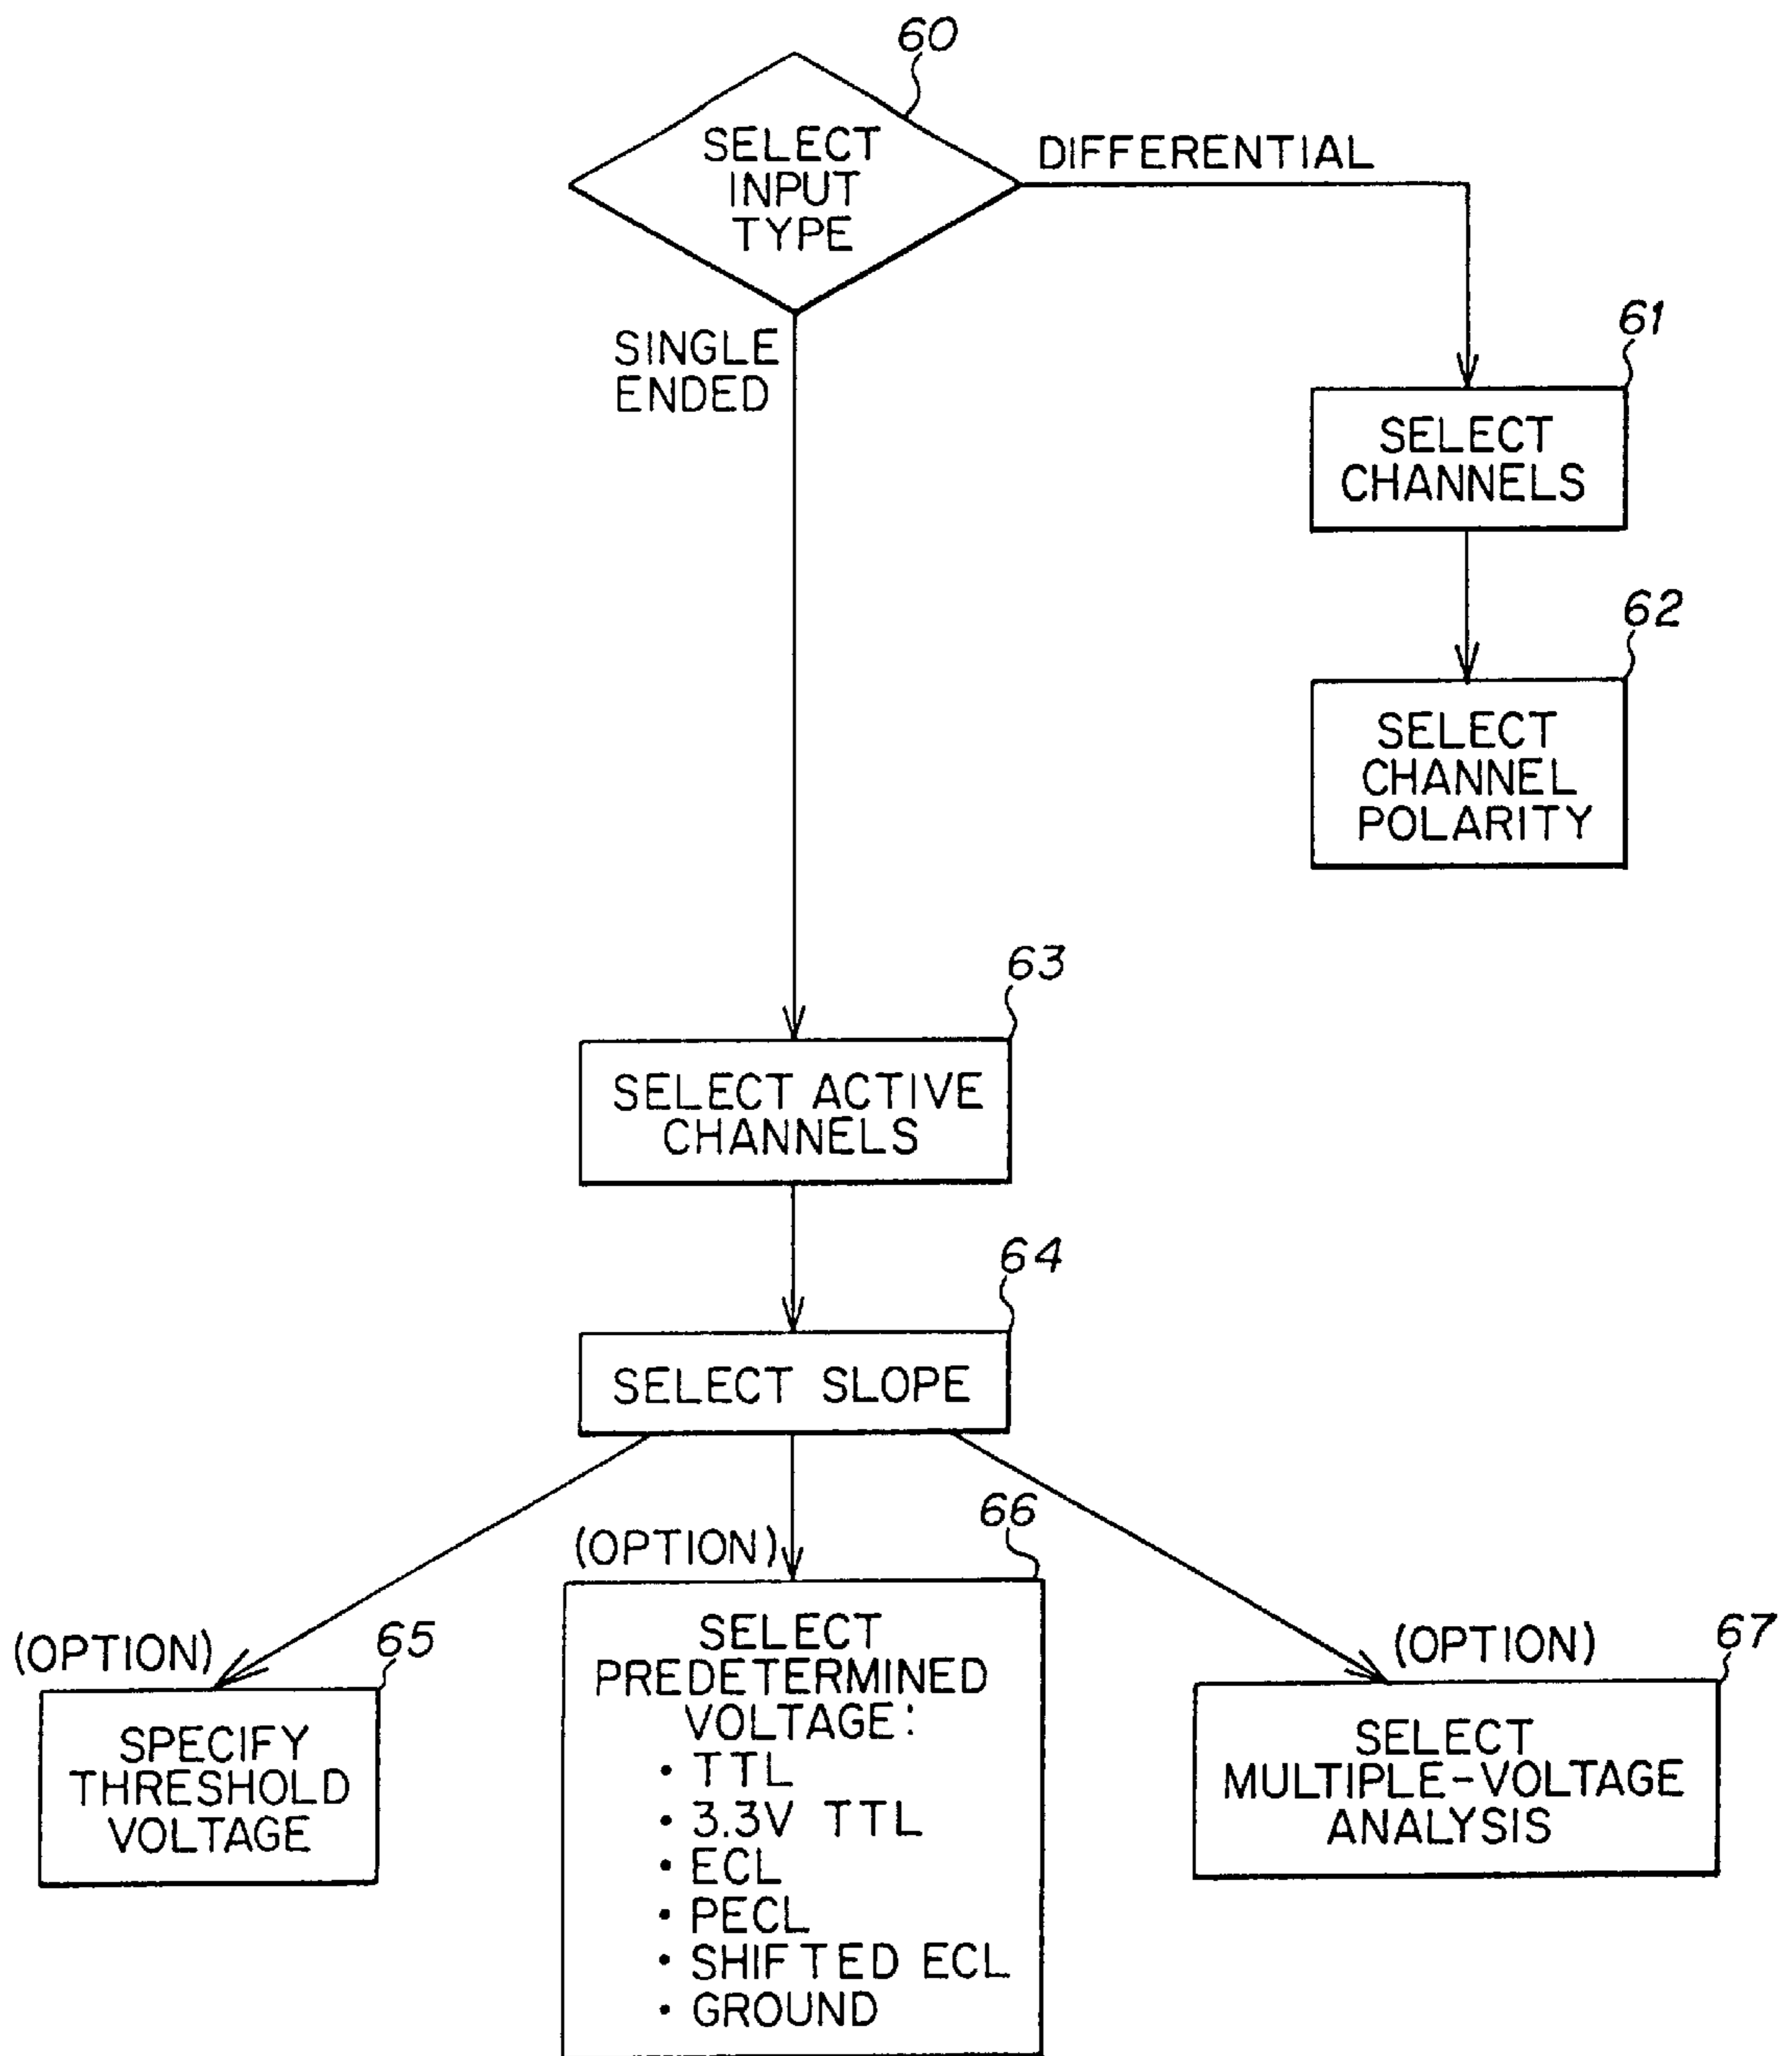 60
SELECT
INPUT
TYPE
DIFFERENTIAL
SINGLE
ENDED
61
SELECT
CHANNELS
62
SELECT
CHANNEL
POLARITY
63
SELECT ACTIVE
CHANNELS
64
SELECT SLOPE
(OPTION)
65
SPECIFY
THRESHOLD
VOLTAGE
(OPTION)
66
SELECT
PREDETERMINED
VOLTAGE:
• TTL
• 3.3V TTL
• ECL
• PECL
• SHIFTED ECL
• GROUND
(OPTION)
67
SELECT
MULTIPLE-VOLTAGE
ANALYSIS